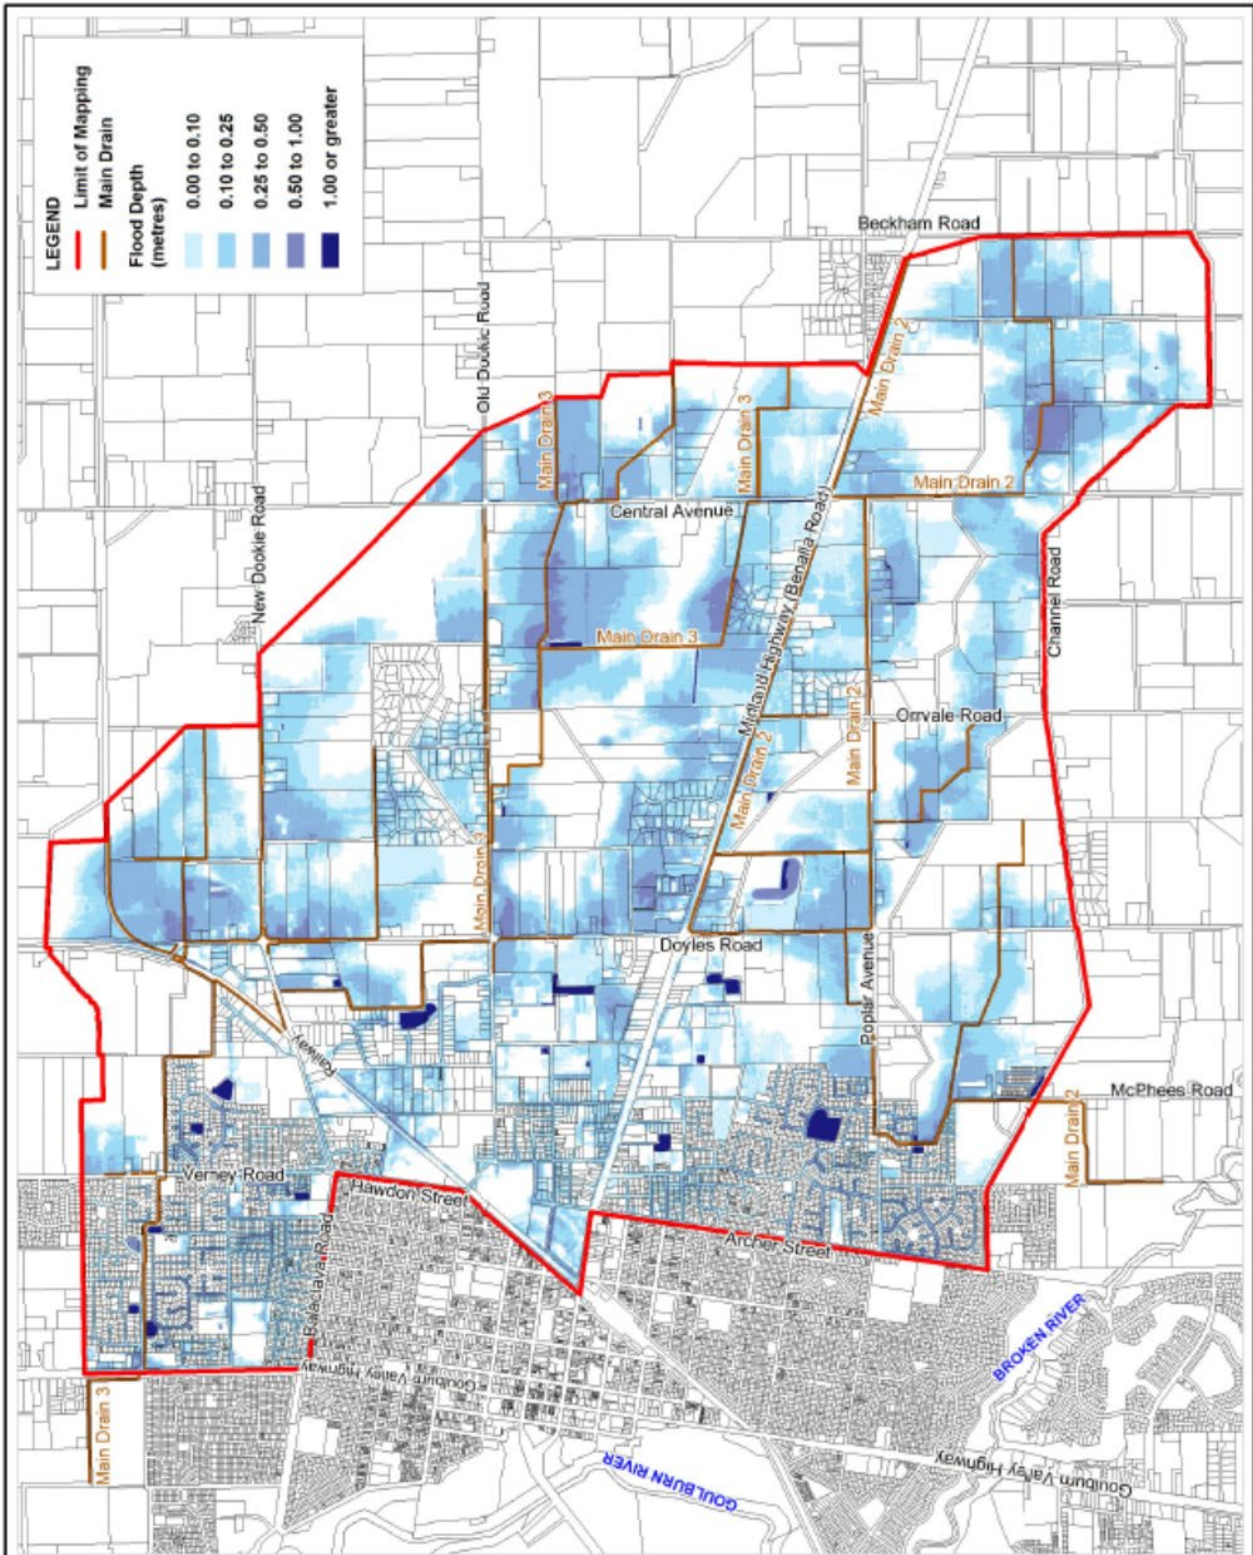 LEGEND
Limit of Mapping
Main Drain
Flood Depth
(metres)
0.00 to 0.10
0.10 to 0.25
0.25 to 0.50
0.50 to 1.00
1.00 or greater
Beckham Road
Old Dookie Road
New Dookie Road
Main Drain 2
Main Drain 3
Main Drain 3
Main Drain 2
Central Avenue
Midland Highway (Benalla Road)
Channel Road
Main Drain 3
Orrvale Road
Main Drain 2
Main Drain 2
Main Drain 3
Doyles Road
Poplar Avenue
Railway
McPhees Road
Main Drain 2
Verney Road
Hawdon Street
Archer Street
Balaclava Road
Goulburn Valley Highway
BROKEN RIVER
Main Drain 3
GOULBURN RIVER
Goulburn Valley Highway